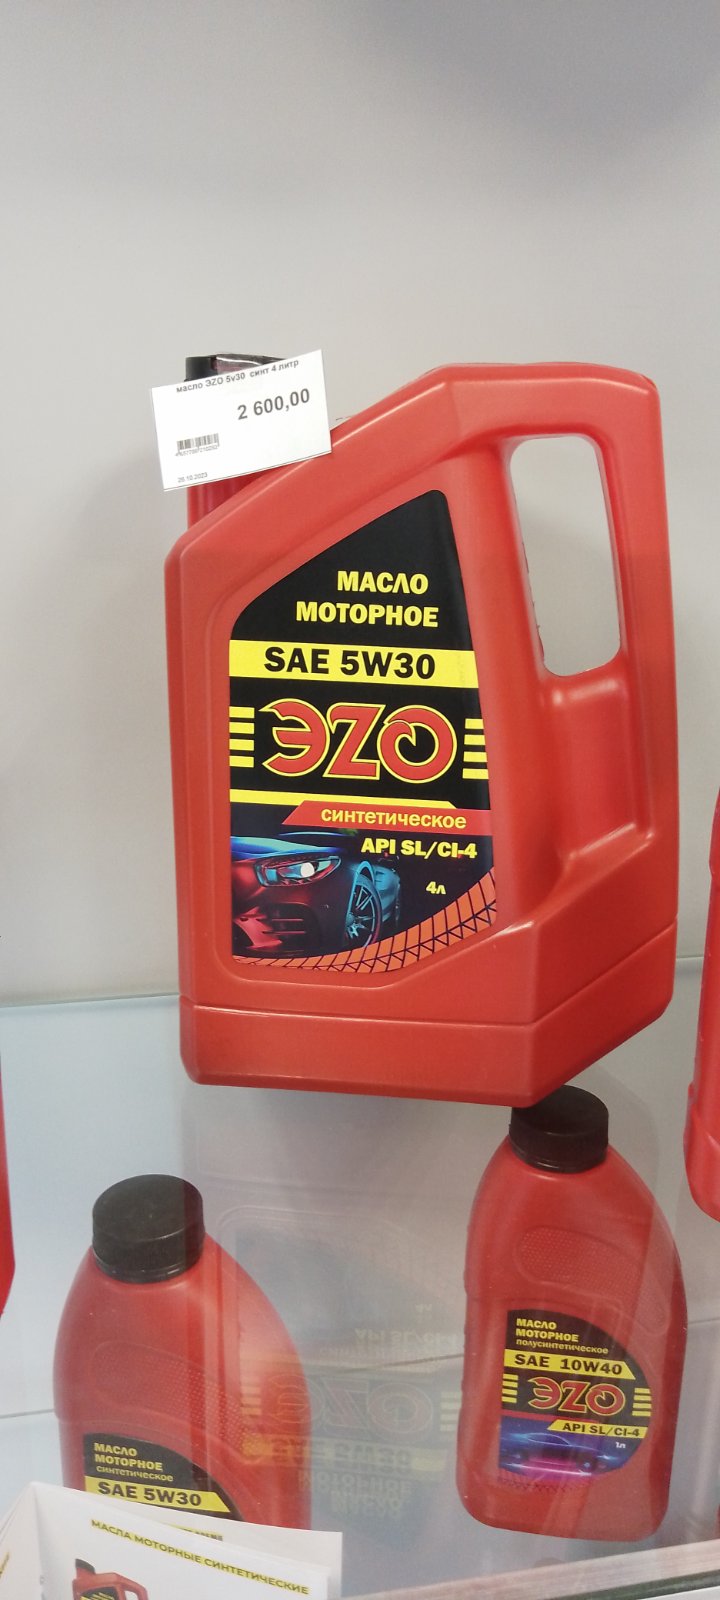 масло ЭZO 5v30 синт 4 литр
2 600,00
26.10.2023
МАСЛО
МОТОРНОЕ
SAE 5W30
ЭZO
синтетическое
API SL/CI-4
4л
МАСЛО
МОТОРНОЕ
полусинтетическое
SAE 10W40
ЭZO
API SL/CI-4
1л
МАСЛО
МОТОРНОЕ
синтетическое
SAE 5W30
МАСЛА МОТОРНЫЕ СИНТЕТИЧЕСКИЕ